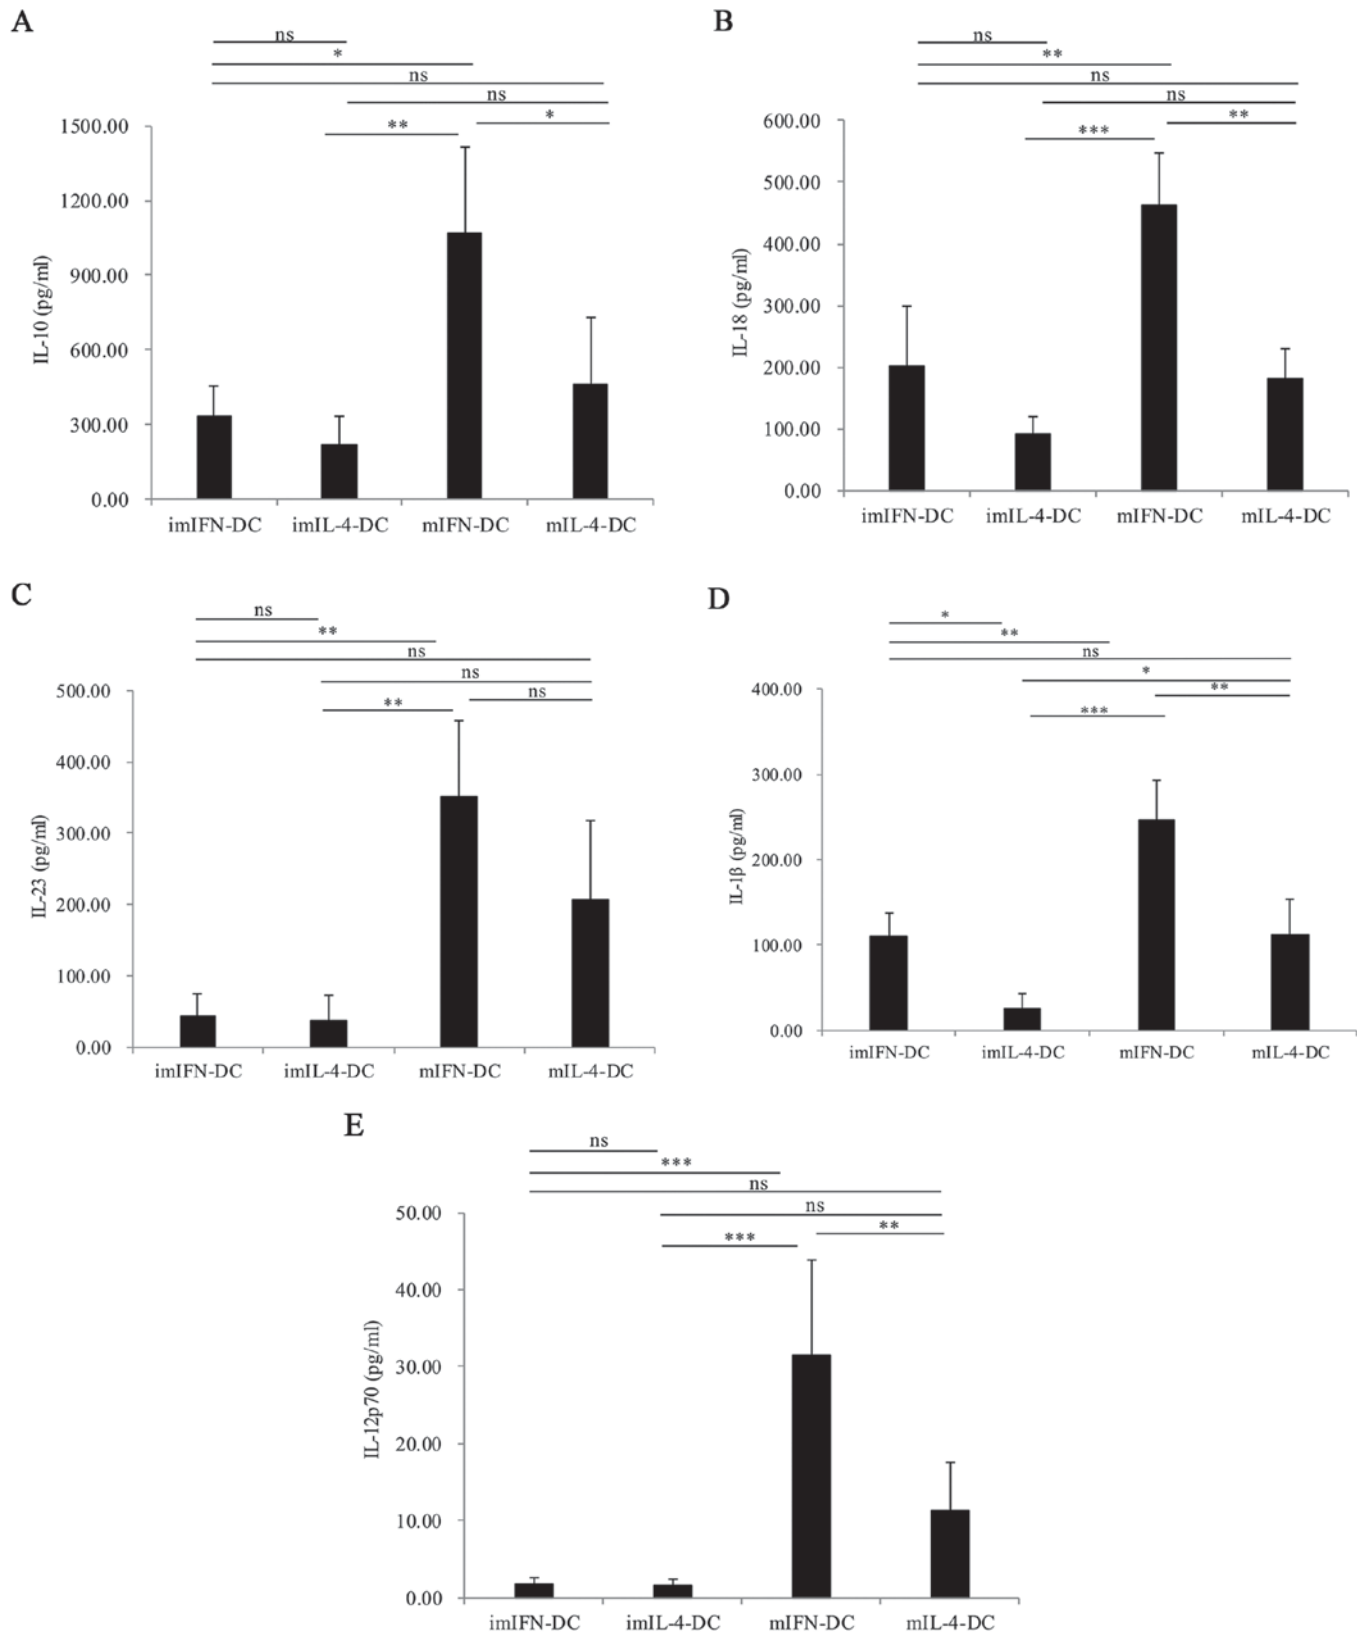 A
ns
*
ns
ns
**
*
1500.00
1200.00
900.00
600.00
300.00
0.00
IL-10 (pg/ml)
imIFN-DC imIL-4-DC mIFN-DC mIL-4-DC
B
ns
**
ns
ns
***
**
600.00
500.00
400.00
300.00
200.00
100.00
0.00
IL-18 (pg/ml)
imIFN-DC imIL-4-DC mIFN-DC mIL-4-DC
C
ns
**
ns
ns
**
ns
500.00
400.00
300.00
200.00
100.00
0.00
IL-23 (pg/ml)
imIFN-DC imIL-4-DC mIFN-DC mIL-4-DC
D
*
**
ns
*
**
***
400.00
300.00
200.00
100.00
0.00
IL-1β (pg/ml)
imIFN-DC imIL-4-DC mIFN-DC mIL-4-DC
E
ns
***
ns
ns
**
***
50.00
40.00
30.00
20.00
10.00
0.00
IL-12p70 (pg/ml)
imIFN-DC imIL-4-DC mIFN-DC mIL-4-DC